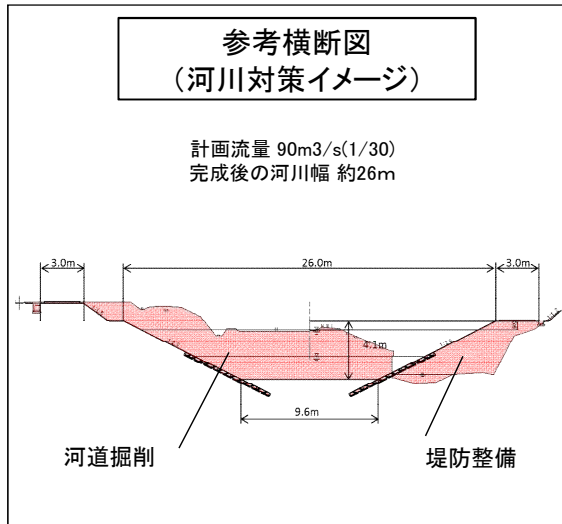 参考横断図
（河川対策イメージ）
計画流量 90m3/s(1/30)
完成後の河川幅 約26m
3.0m
26.0m
3.0m
4.1m
9.6m
河道掘削
堤防整備